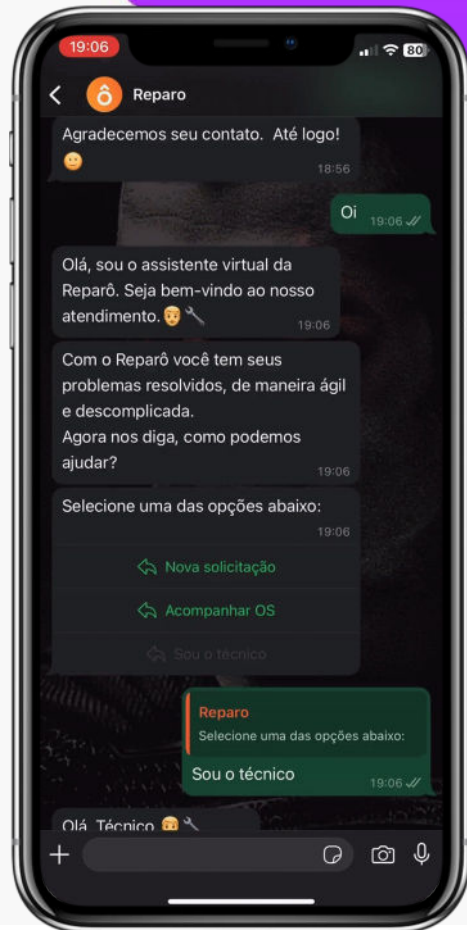 19:06
80
ô
Reparo
Agradecemos seu contato. Até logo!
🙂
18:56
Oi
19:06
Olá, sou o assistente virtual da
Reparô. Seja bem-vindo ao nosso
atendimento.👨🔧
19:06
Com o Reparô você tem seus
problemas resolvidos, de maneira ágil
e descomplicada.
Agora nos diga, como podemos
ajudar?
19:06
Selecione uma das opções abaixo:
19:06
Nova solicitação
Acompanhar OS
Sou o técnico
Reparo
Selecione uma das opções abaixo:
Sou o técnico
19:06
Olá Técnico 👨🔧